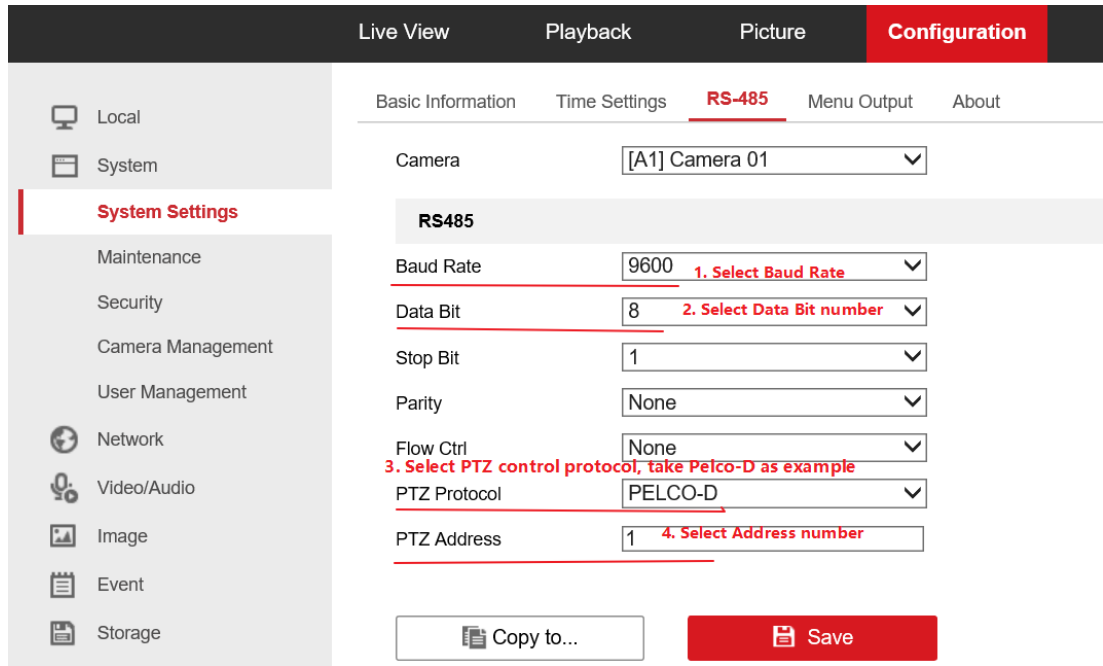 Live View Playback Picture Configuration
Basic Information Time Settings RS-485 Menu Output About
Local
System
System Settings
Maintenance
Security
Camera Management
User Management
Network
Video/Audio
Image
Event
Storage
Camera [A1] Camera 01
RS485
Baud Rate 9600 1. Select Baud Rate
Data Bit 8 2. Select Data Bit number
Stop Bit 1
Parity None
Flow Ctrl None
3. Select PTZ control protocol, take Pelco-D as example
PTZ Protocol PELCO-D
PTZ Address 1 4. Select Address number
Copy to... Save